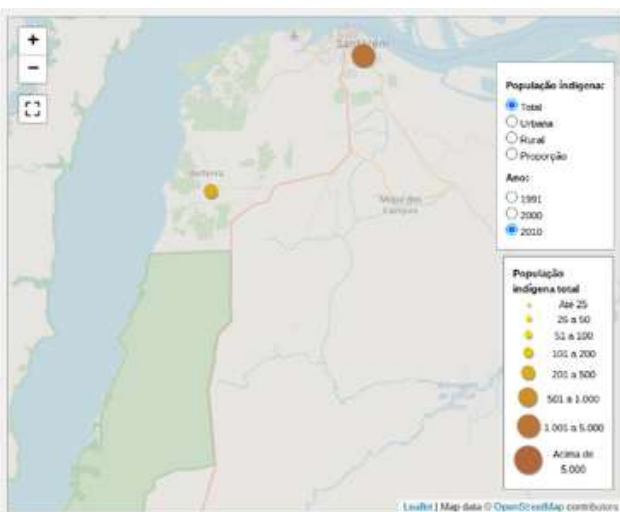 +
−
Santarém
Belterra
Mojuí dos
Campos
População indígena:
Total
Urbana
Rural
Proporção
Ano:
1991
2000
2010
População
indígena total
Até 25
26 a 50
51 a 100
101 a 200
201 a 500
501 a 1.000
1.001 a 5.000
Acima de
5.000
Leaflet | Map data © OpenStreetMap contributors